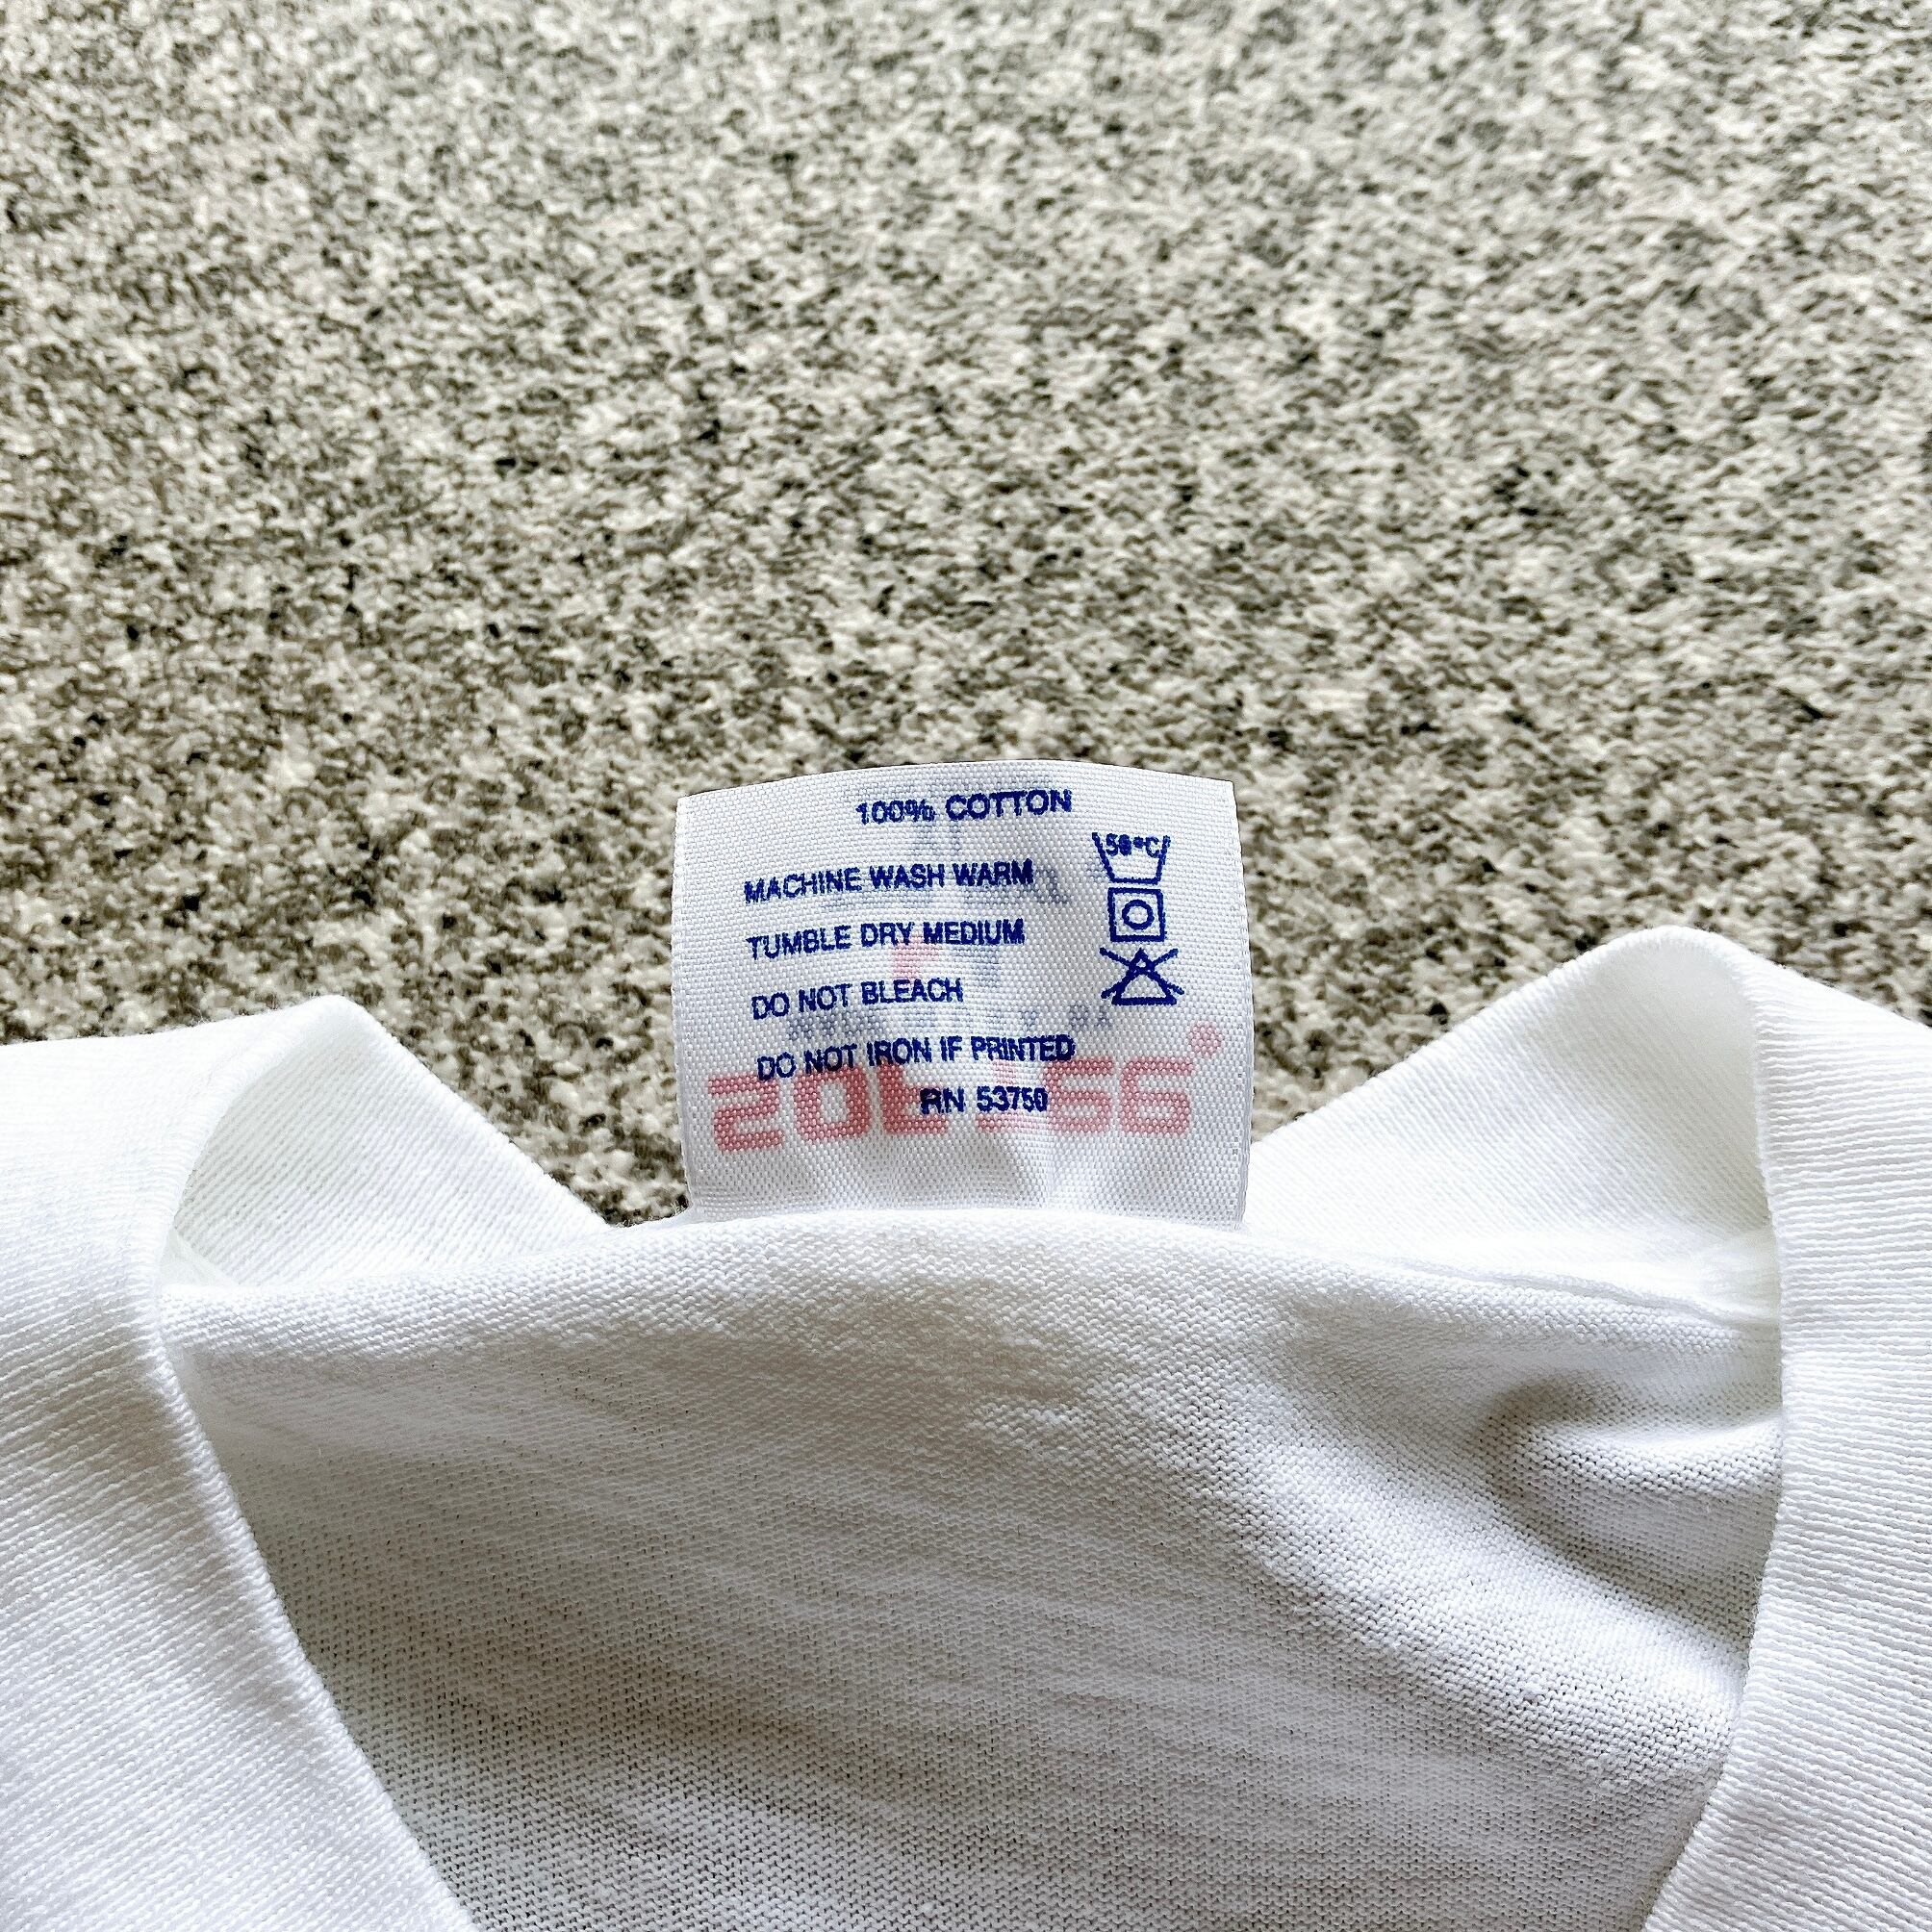 100% COTTON
MACHINE WASH WARM
TUMBLE DRY MEDIUM
DO NOT BLEACH
DO NOT IRON IF PRINTED
RN 53750